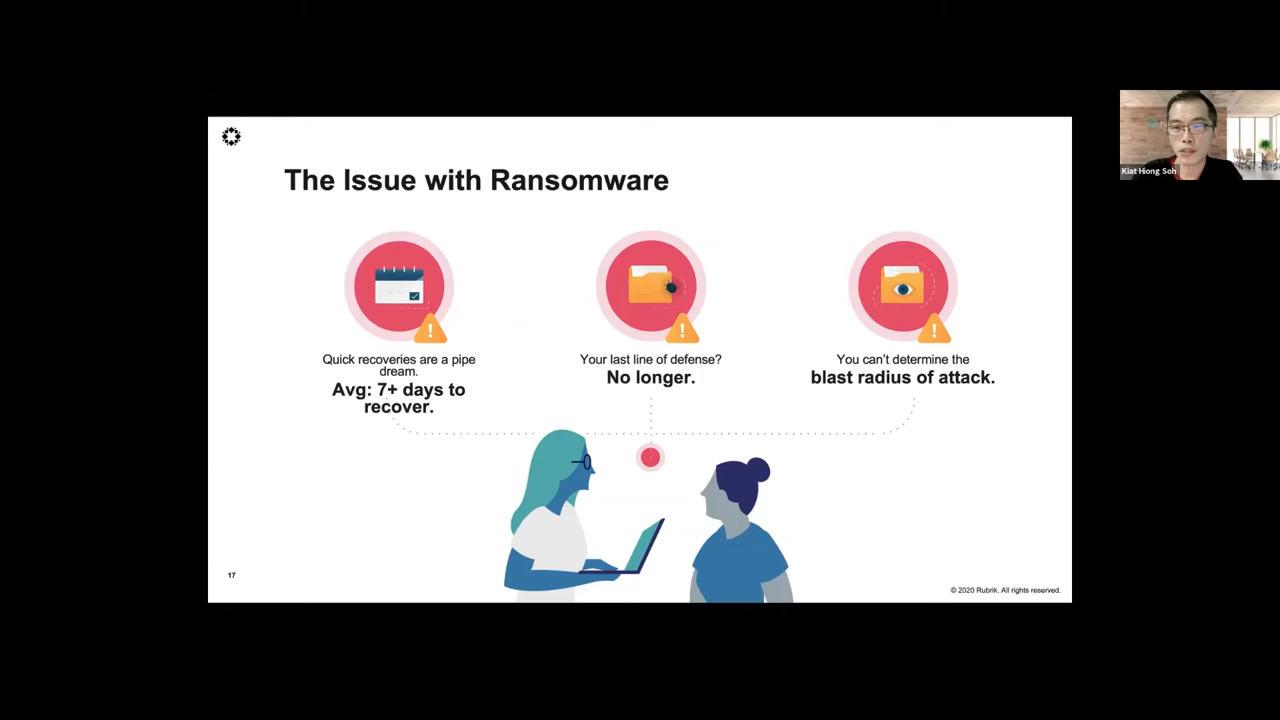 The Issue with Ransomware
Quick recoveries are a pipe
dream.
Avg: 7+ days to
recover.
Your last line of defense?
No longer.
You can't determine the
blast radius of attack.
17
© 2020 Rubrik. All rights reserved.
Kiat Hiong Soh